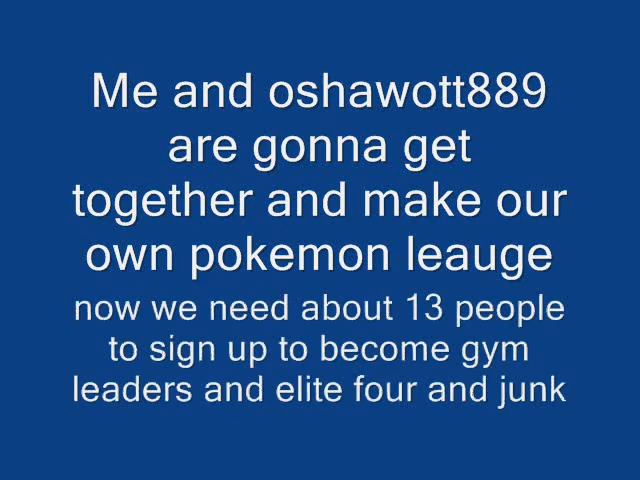 Me and oshawott889
are gonna get
together and make our
own pokemon leauge
now we need about 13 people
to sign up to become gym
leaders and elite four and junk